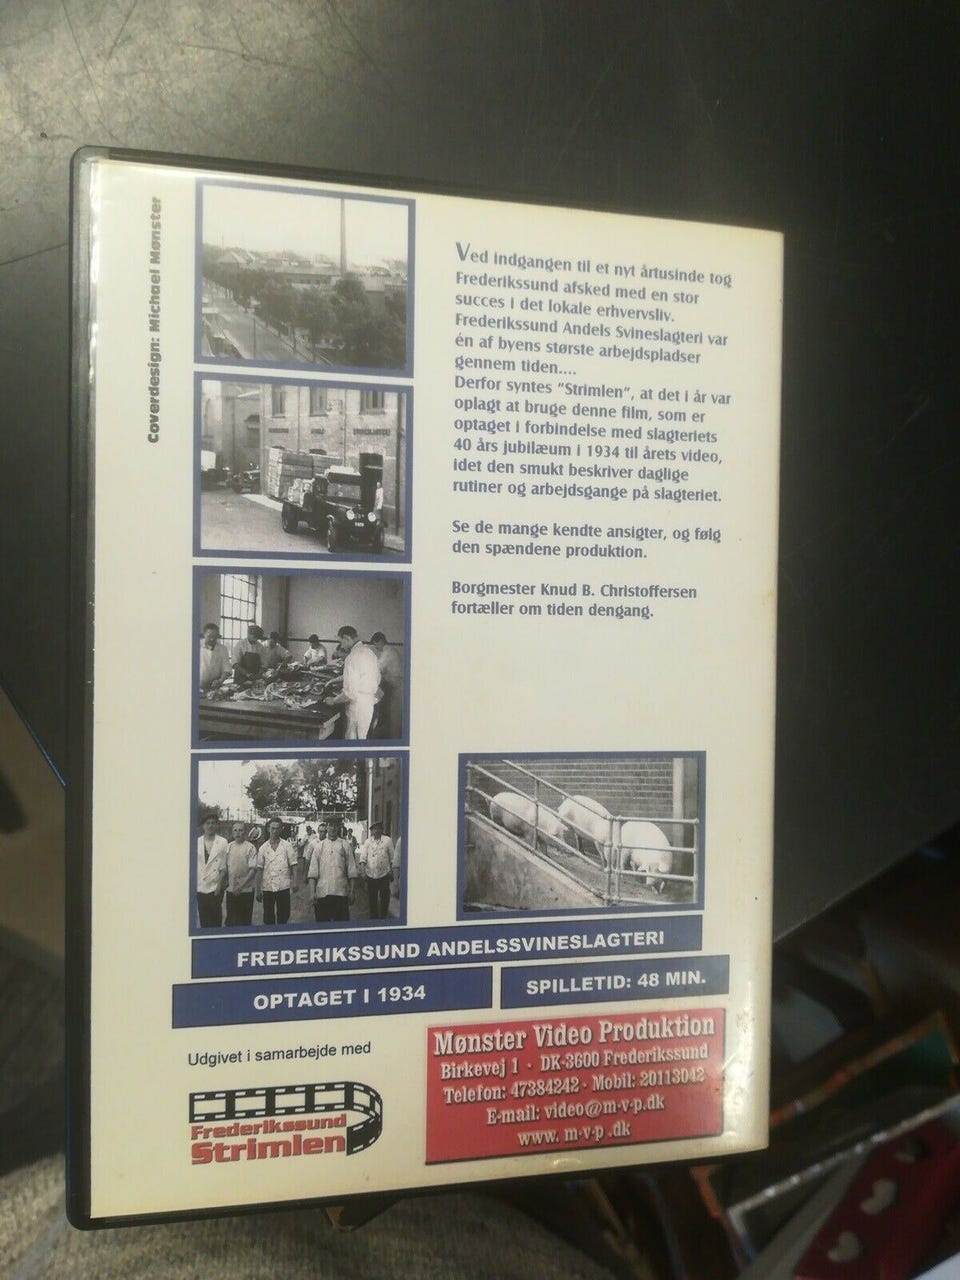 Coverdesign: Michael Mønster
Ved indgangen til et nyt årtusinde tog
Frederikssund afsked med en stor
succes i det lokale erhvervsliv.
Frederikssund Andels Svineslagteri var
én af byens største arbejdspladser
gennem tiden....
Derfor syntes "Strimlen", at det i år var
oplagt at bruge denne film, som er
optaget i forbindelse med slagteriets
40 års jubilæum i 1934 til årets video,
idet den smukt beskriver daglige
rutiner og arbejdsgange på slagteriet.
Se de mange kendte ansigter, og følg
den spændene produktion.
Borgmester Knud B. Christoffersen
fortæller om tiden dengang.
FREDERIKSSUND ANDELSSVINESLAGTERI
OPTAGET I 1934
SPILLETID: 48 MIN.
Udgivet i samarbejde med
Frederikssund
Strimlen
Mønster Video Produktion
Birkevej 1 · DK-3600 Frederikssund
Telefon: 47384242 · Mobil: 20113042
E-mail: video@m-v-p.dk
www. m-v-p .dk